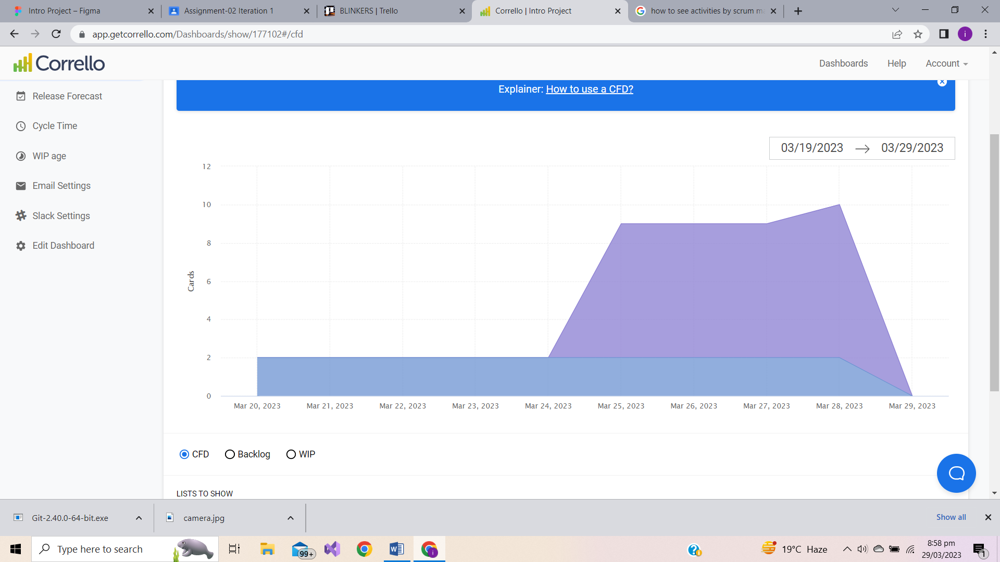 Intro Project – Figma
Assignment-02 Iteration 1
BLINKERS | Trello
Corrello | Intro Project
how to see activities by scrum m
app.getcorrello.com/Dashboards/show/177102#/cfd
i
Corrello
Dashboards
Help
Account
Release Forecast
Cycle Time
WIP age
Email Settings
Slack Settings
Edit Dashboard
Explainer: How to use a CFD?
03/19/2023 → 03/29/2023
12
10
8
6
4
2
0
Cards
Mar 20, 2023
Mar 21, 2023
Mar 22, 2023
Mar 23, 2023
Mar 24, 2023
Mar 25, 2023
Mar 26, 2023
Mar 27, 2023
Mar 28, 2023
Mar 29, 2023
CFD
Backlog
WIP
LISTS TO SHOW
Git-2.40.0-64-bit.exe
camera.jpg
Show all
Type here to search
99+
i
19°C Haze
8:58 pm
29/03/2023
1